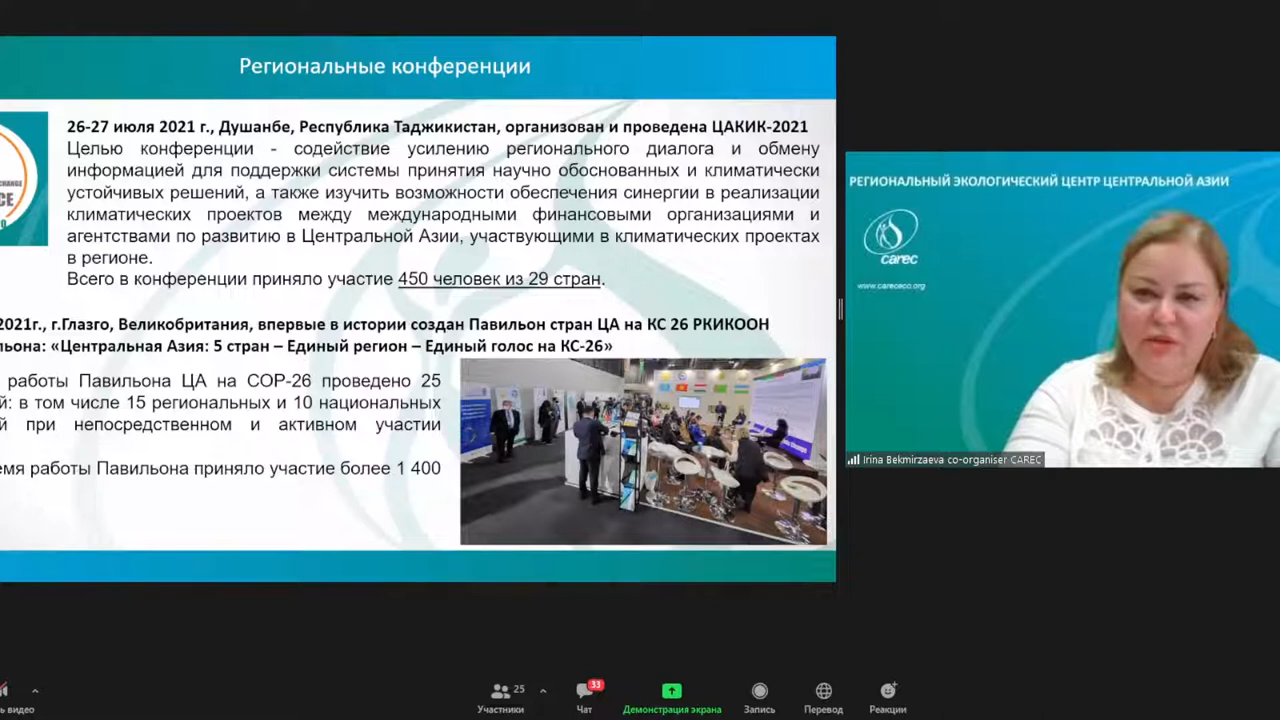 Региональные конференции
26-27 июля 2021 г., Душанбе, Республика Таджикистан, организован и проведена ЦАКИК-2021
Целью конференции - содействие усилению регионального диалога и обмену
информацией для поддержки системы принятия научно обоснованных и климатически
устойчивых решений, а также изучить возможности обеспечения синергии в реализации
климатических проектов между международными финансовыми организациями и
агентствами по развитию в Центральной Азии, участвующими в климатических проектах
в регионе.
Всего в конференции приняло участие 450 человек из 29 стран.
2021г., г.Глазго, Великобритания, впервые в истории создан Павильон стран ЦА на КС 26 РКИКООН
«Центральная Азия: 5 стран – Единый регион – Единый голос на КС-26»
работы Павильона ЦА на COP-26 проведено 25
в том числе 15 региональных и 10 национальных
при непосредственном и активном участии
работы Павильона приняло участие более 1 400
РЕГИОНАЛЬНЫЙ ЭКОЛОГИЧЕСКИЙ ЦЕНТР ЦЕНТРАЛЬНОЙ АЗИИ
carec
www.carececo.org
Irina Bekmirzaeva co-organiser CAREC
видео
25
Участники
33
Чат
Демонстрация экрана
Запись
Перевод
Реакции